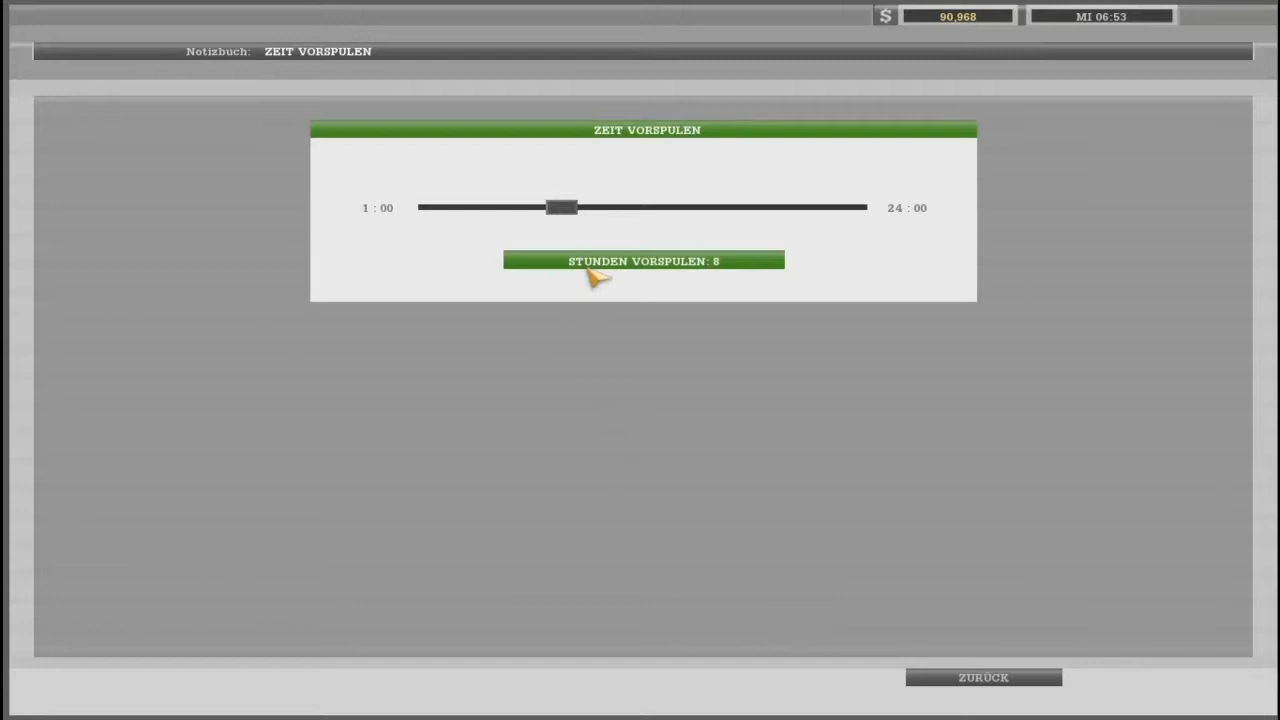 $ 90,968 MI 06:53
Notizbuch: ZEIT VORSPULEN
ZEIT VORSPULEN
1 : 00 24 : 00
STUNDEN VORSPULEN: 8
ZURÜCK